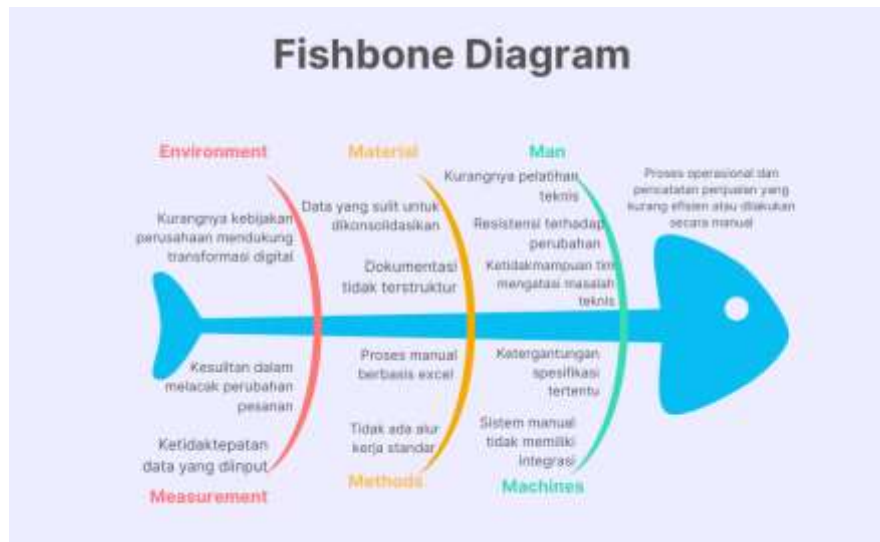 Fishbone Diagram
Environment
Kurangnya kebijakan
perusahaan mendukung
transformasi digital
Material
Data yang sulit untuk
dikonsolidasikan
Dokumentasi
tidak terstruktur
Man
Kurangnya pelatihan
teknis
Resistensi terhadap
perubahan
Ketidakmampuan tim
mengatasi masalah
teknis
Proses operasional dan
pencatatan penjualan yang
kurang efisien atau dilakukan
secara manual
Kesulitan dalam
melacak perubahan
pesanan
Ketidaktepatan
data yang diinput
Measurement
Proses manual
berbasis excel
Tidak ada alur
kerja standar
Methods
Ketergantungan
spesifikasi
tertentu
Sistem manual
tidak memiliki
integrasi
Machines